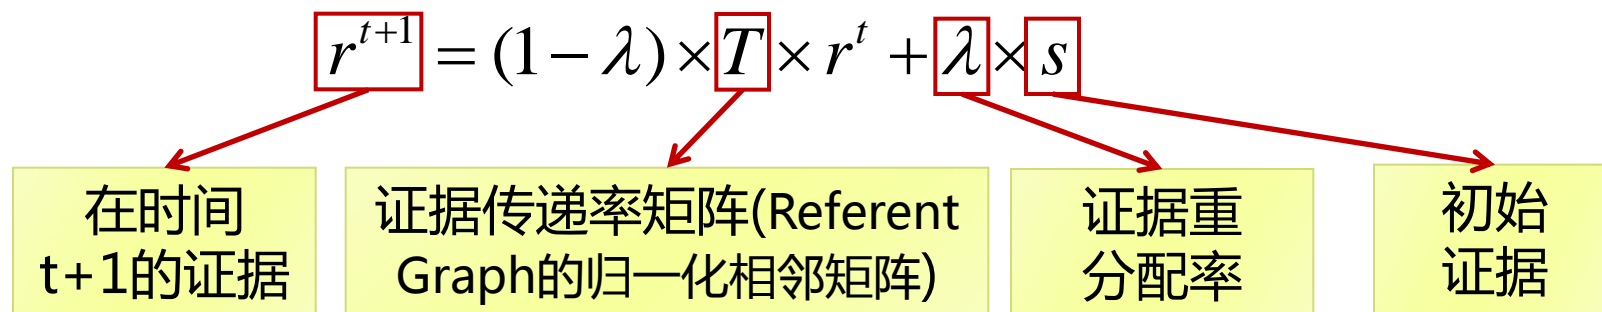 r^{t+1} = (1 − λ) × T × r^t + λ × s
在时间
t+1的证据
证据传递率矩阵(Referent
Graph的归一化相邻矩阵)
证据重
分配率
初始
证据